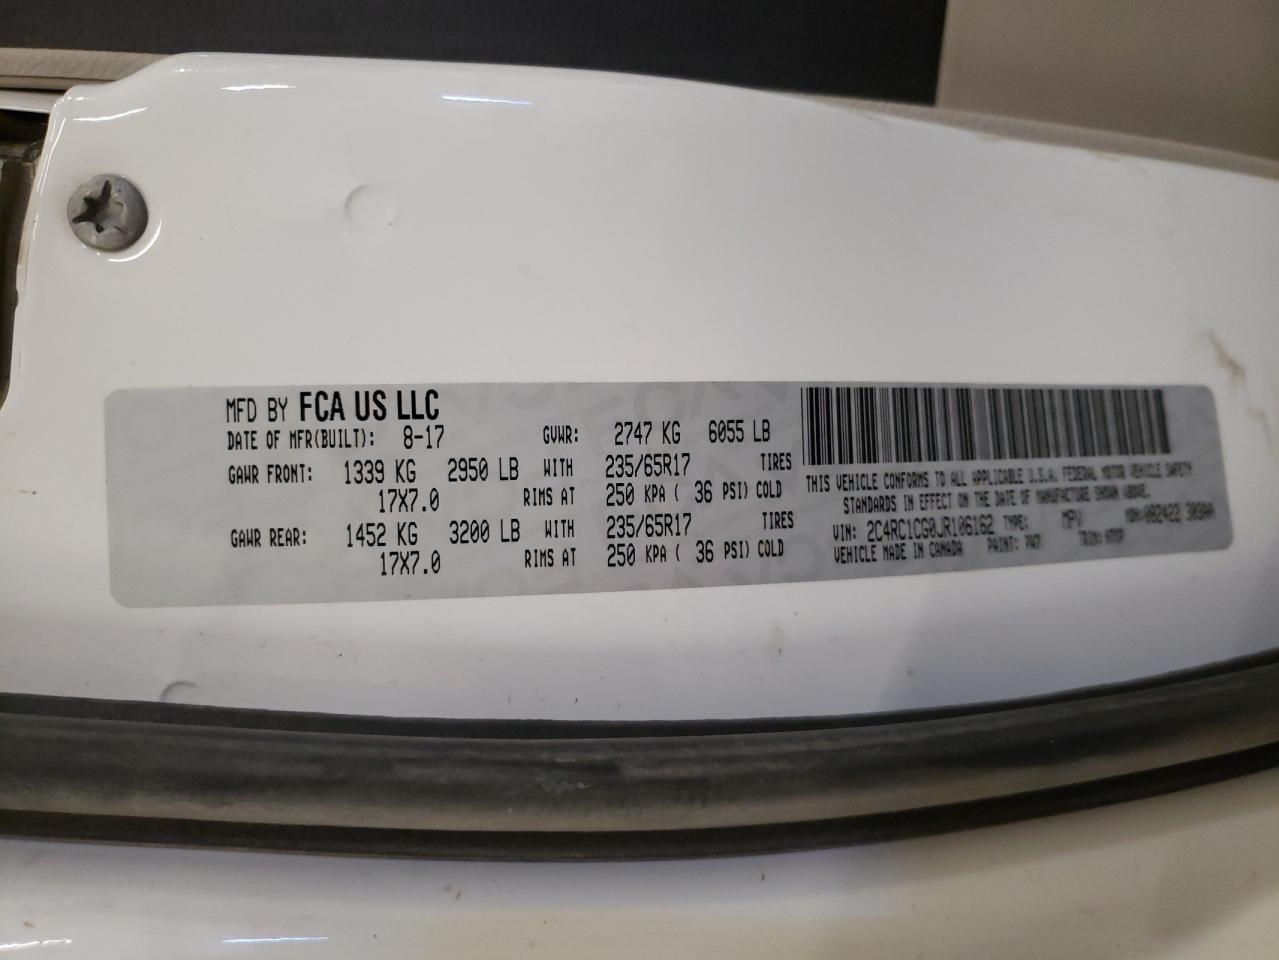 MFD BY FCA US LLC
DATE OF MFR(BUILT): 8-17 GVWR: 2747 KG 6055 LB
GAWR FRONT: 1339 KG 2950 LB WITH 235/65R17 TIRES
17X7.0 RIMS AT 250 KPA ( 36 PSI) COLD
GAWR REAR: 1452 KG 3200 LB WITH 235/65R17 TIRES
17X7.0 RIMS AT 250 KPA ( 36 PSI) COLD
THIS VEHICLE CONFORMS TO ALL APPLICABLE U.S.A. FEDERAL MOTOR VEHICLE SAFETY
STANDARDS IN EFFECT ON THE DATE OF MANUFACTURE SHOWN ABOVE.
VIN: 2C4RC1CG0JR106162 TYPE: MPV
VEHICLE MADE IN CANADA PAINT: PW7 TRIM: